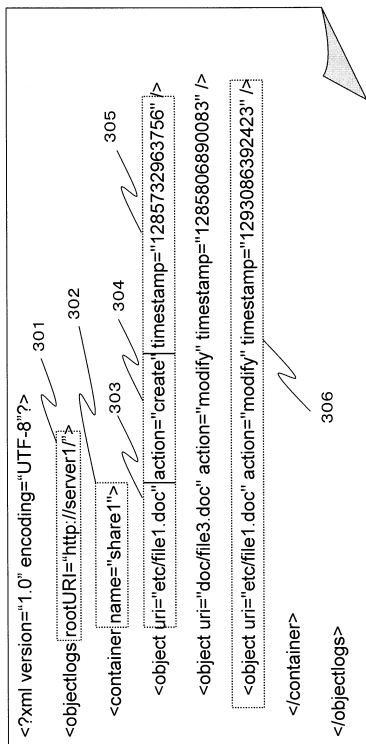 <?xml version="1.0" encoding="UTF-8"?>
301
<objectlogs rootURI="http://server1/">
302
<container name="share1">
303
304
305
<object uri="etc/file1.doc" action="create" timestamp="1285732963756" />
<object uri="doc/file3.doc" action="modify" timestamp="1285806890083" />
<object uri="etc/file1.doc" action="modify" timestamp="1293086392423" />
306
</container>
</objectlogs>